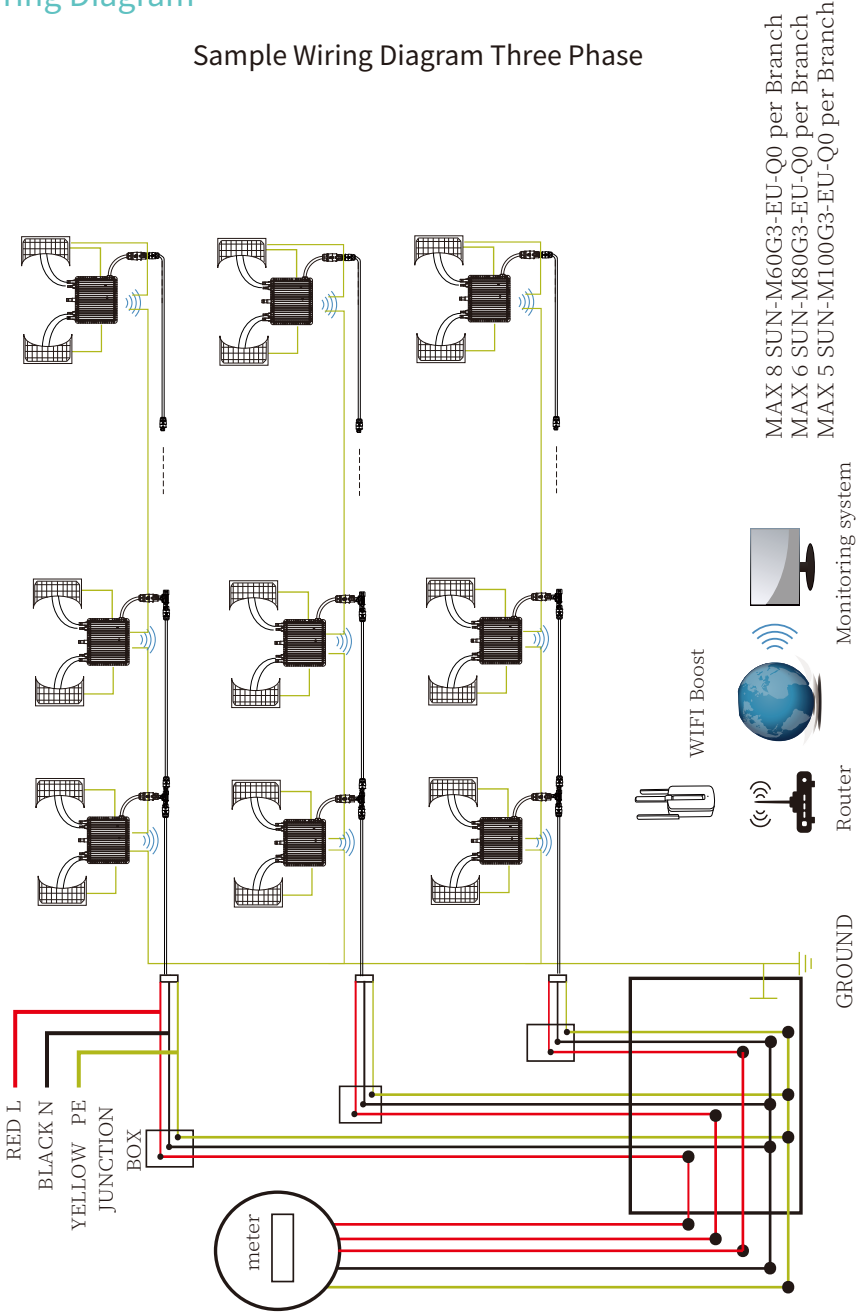 ring Diagram
Sample Wiring Diagram Three Phase
MAX 8 SUN-M60G3-EU-Q0 per Branch
MAX 6 SUN-M80G3-EU-Q0 per Branch
MAX 5 SUN-M100G3-EU-Q0 per Branch
WIFI Boost
Monitoring system
Router
GROUND
RED L
BLACK N
YELLOW PE
JUNCTION
BOX
meter